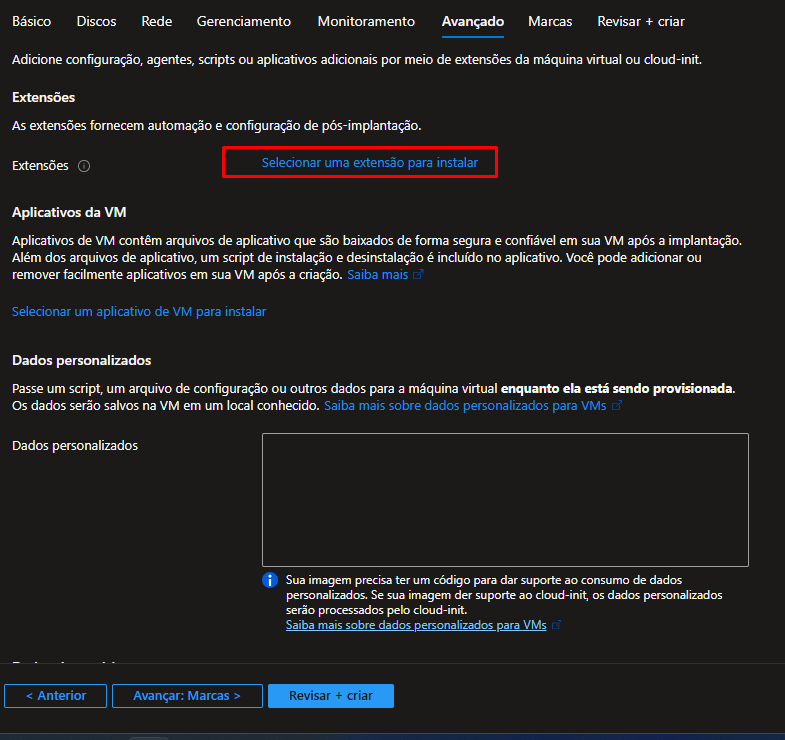 Básico Discos Rede Gerenciamento Monitoramento Avançado Marcas Revisar + criar
Adicione configuração, agentes, scripts ou aplicativos adicionais por meio de extensões da máquina virtual ou cloud-init.
Extensões
As extensões fornecem automação e configuração de pós-implantação.
Extensões Selecionar uma extensão para instalar
Aplicativos da VM
Aplicativos de VM contêm arquivos de aplicativo que são baixados de forma segura e confiável em sua VM após a implantação.
Além dos arquivos de aplicativo, um script de instalação e desinstalação é incluído no aplicativo. Você pode adicionar ou
remover facilmente aplicativos em sua VM após a criação. Saiba mais
Selecionar um aplicativo de VM para instalar
Dados personalizados
Passe um script, um arquivo de configuração ou outros dados para a máquina virtual enquanto ela está sendo provisionada.
Os dados serão salvos na VM em um local conhecido. Saiba mais sobre dados personalizados para VMs
Dados personalizados
Sua imagem precisa ter um código para dar suporte ao consumo de dados
personalizados. Se sua imagem der suporte ao cloud-init, os dados personalizados
serão processados pelo cloud-init.
Saiba mais sobre dados personalizados para VMs
< Anterior Avançar: Marcas > Revisar + criar